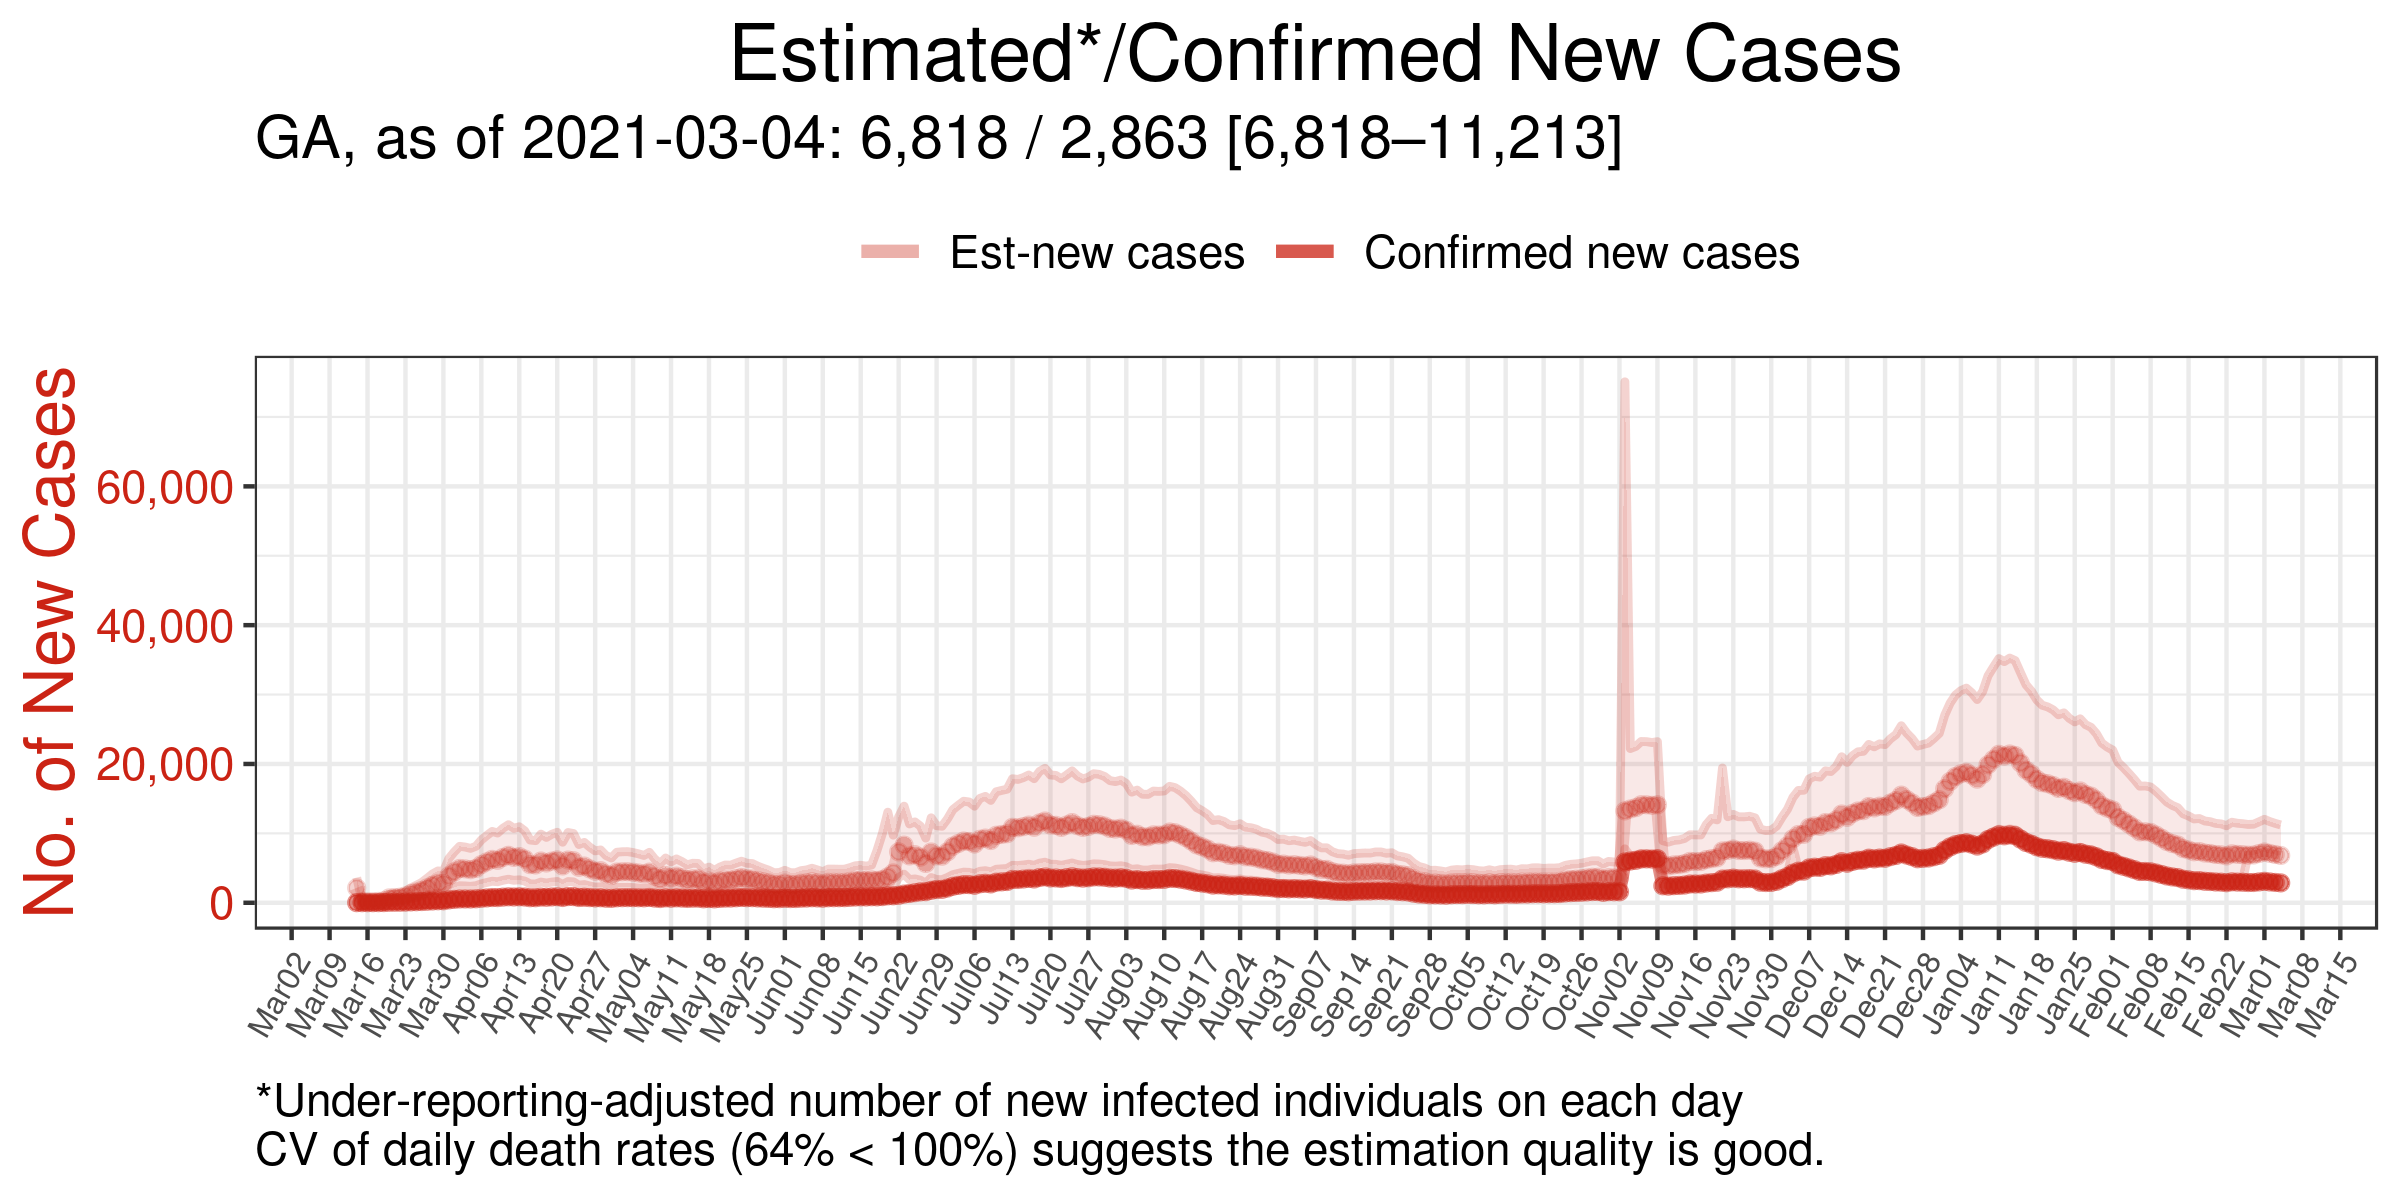 Estimated*/Confirmed New Cases
GA, as of 2021-03-04: 6,818 / 2,863 [6,818–11,213]
Est-new cases Confirmed new cases
No. of New Cases
60,000
40,000
20,000
0
Mar02 Mar09 Mar16 Mar23 Mar30 Apr06 Apr13 Apr20 Apr27 May04 May11 May18 May25 Jun01 Jun08 Jun15 Jun22 Jun29 Jul06 Jul13 Jul20 Jul27 Aug03 Aug10 Aug17 Aug24 Aug31 Sep07 Sep14 Sep21 Sep28 Oct05 Oct12 Oct19 Oct26 Nov02 Nov09 Nov16 Nov23 Nov30 Dec07 Dec14 Dec21 Dec28 Jan04 Jan11 Jan18 Jan25 Feb01 Feb08 Feb15 Feb22 Mar01 Mar08 Mar15
*Under-reporting-adjusted number of new infected individuals on each day
CV of daily death rates (64% < 100%) suggests the estimation quality is good.